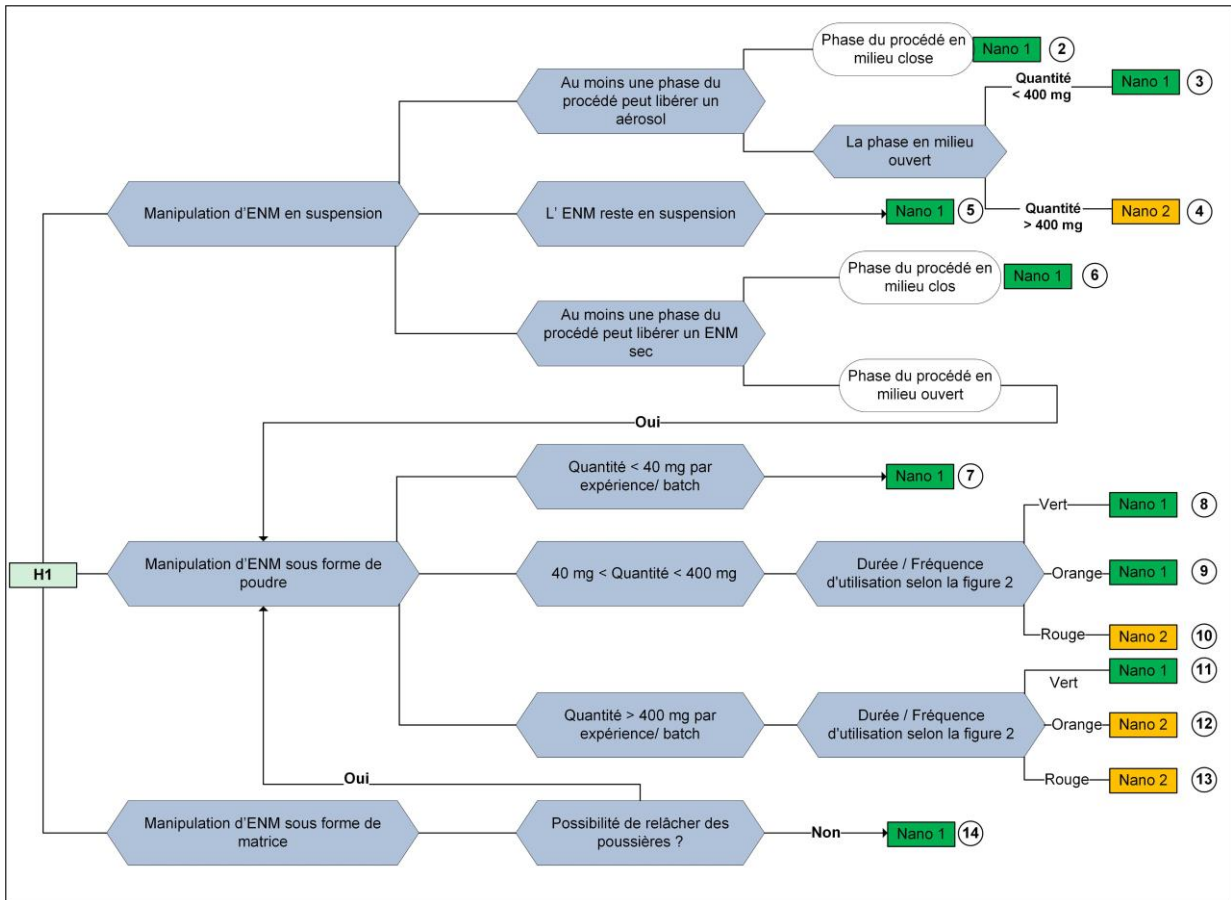 Phase du procédé en
milieu close
Nano 1
2
Quantité
< 400 mg
Nano 1
3
Au moins une phase du
procédé peut libérer un
aérosol
La phase en milieu
ouvert
Manipulation d'ENM en suspension
L' ENM reste en suspension
Nano 1
5
Quantité
> 400 mg
Nano 2
4
Phase du procédé en
milieu clos
Nano 1
6
Au moins une phase du
procédé peut libérer un ENM
sec
Phase du procédé en
milieu ouvert
Oui
Quantité < 40 mg par
expérience/ batch
Nano 1
7
Vert
Nano 1
8
H1
Manipulation d'ENM sous forme de
poudre
40 mg < Quantité < 400 mg
Durée / Fréquence
d'utilisation selon la figure 2
Orange
Nano 1
9
Rouge
Nano 2
10
Vert
Nano 1
11
Quantité > 400 mg par
expérience/ batch
Durée / Fréquence
d'utilisation selon la figure 2
Orange
Nano 2
12
Rouge
Nano 2
13
Oui
Manipulation d'ENM sous forme de
matrice
Possibilité de relâcher des
poussières ?
Non
Nano 1
14